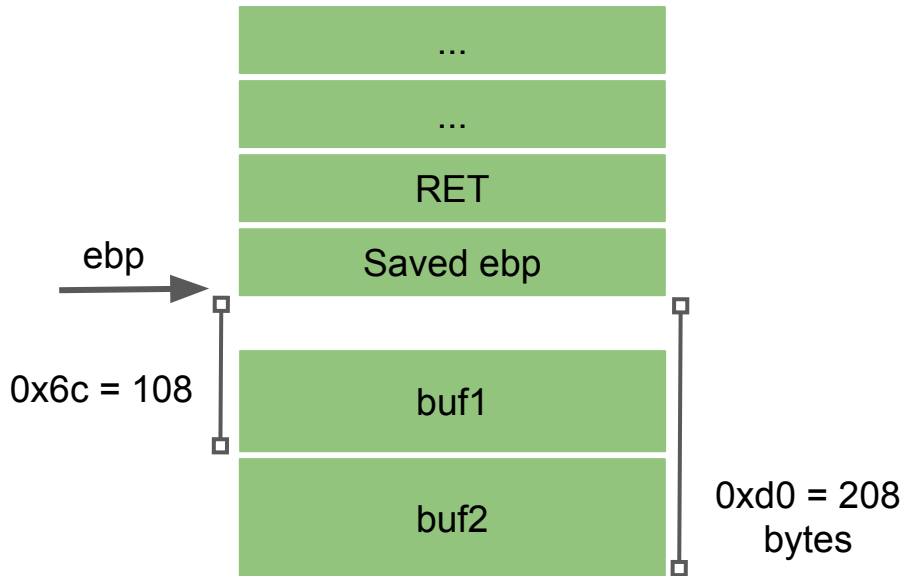 ...
...
RET
Saved ebp
ebp
0x6c = 108
buf1
buf2
0xd0 = 208
bytes